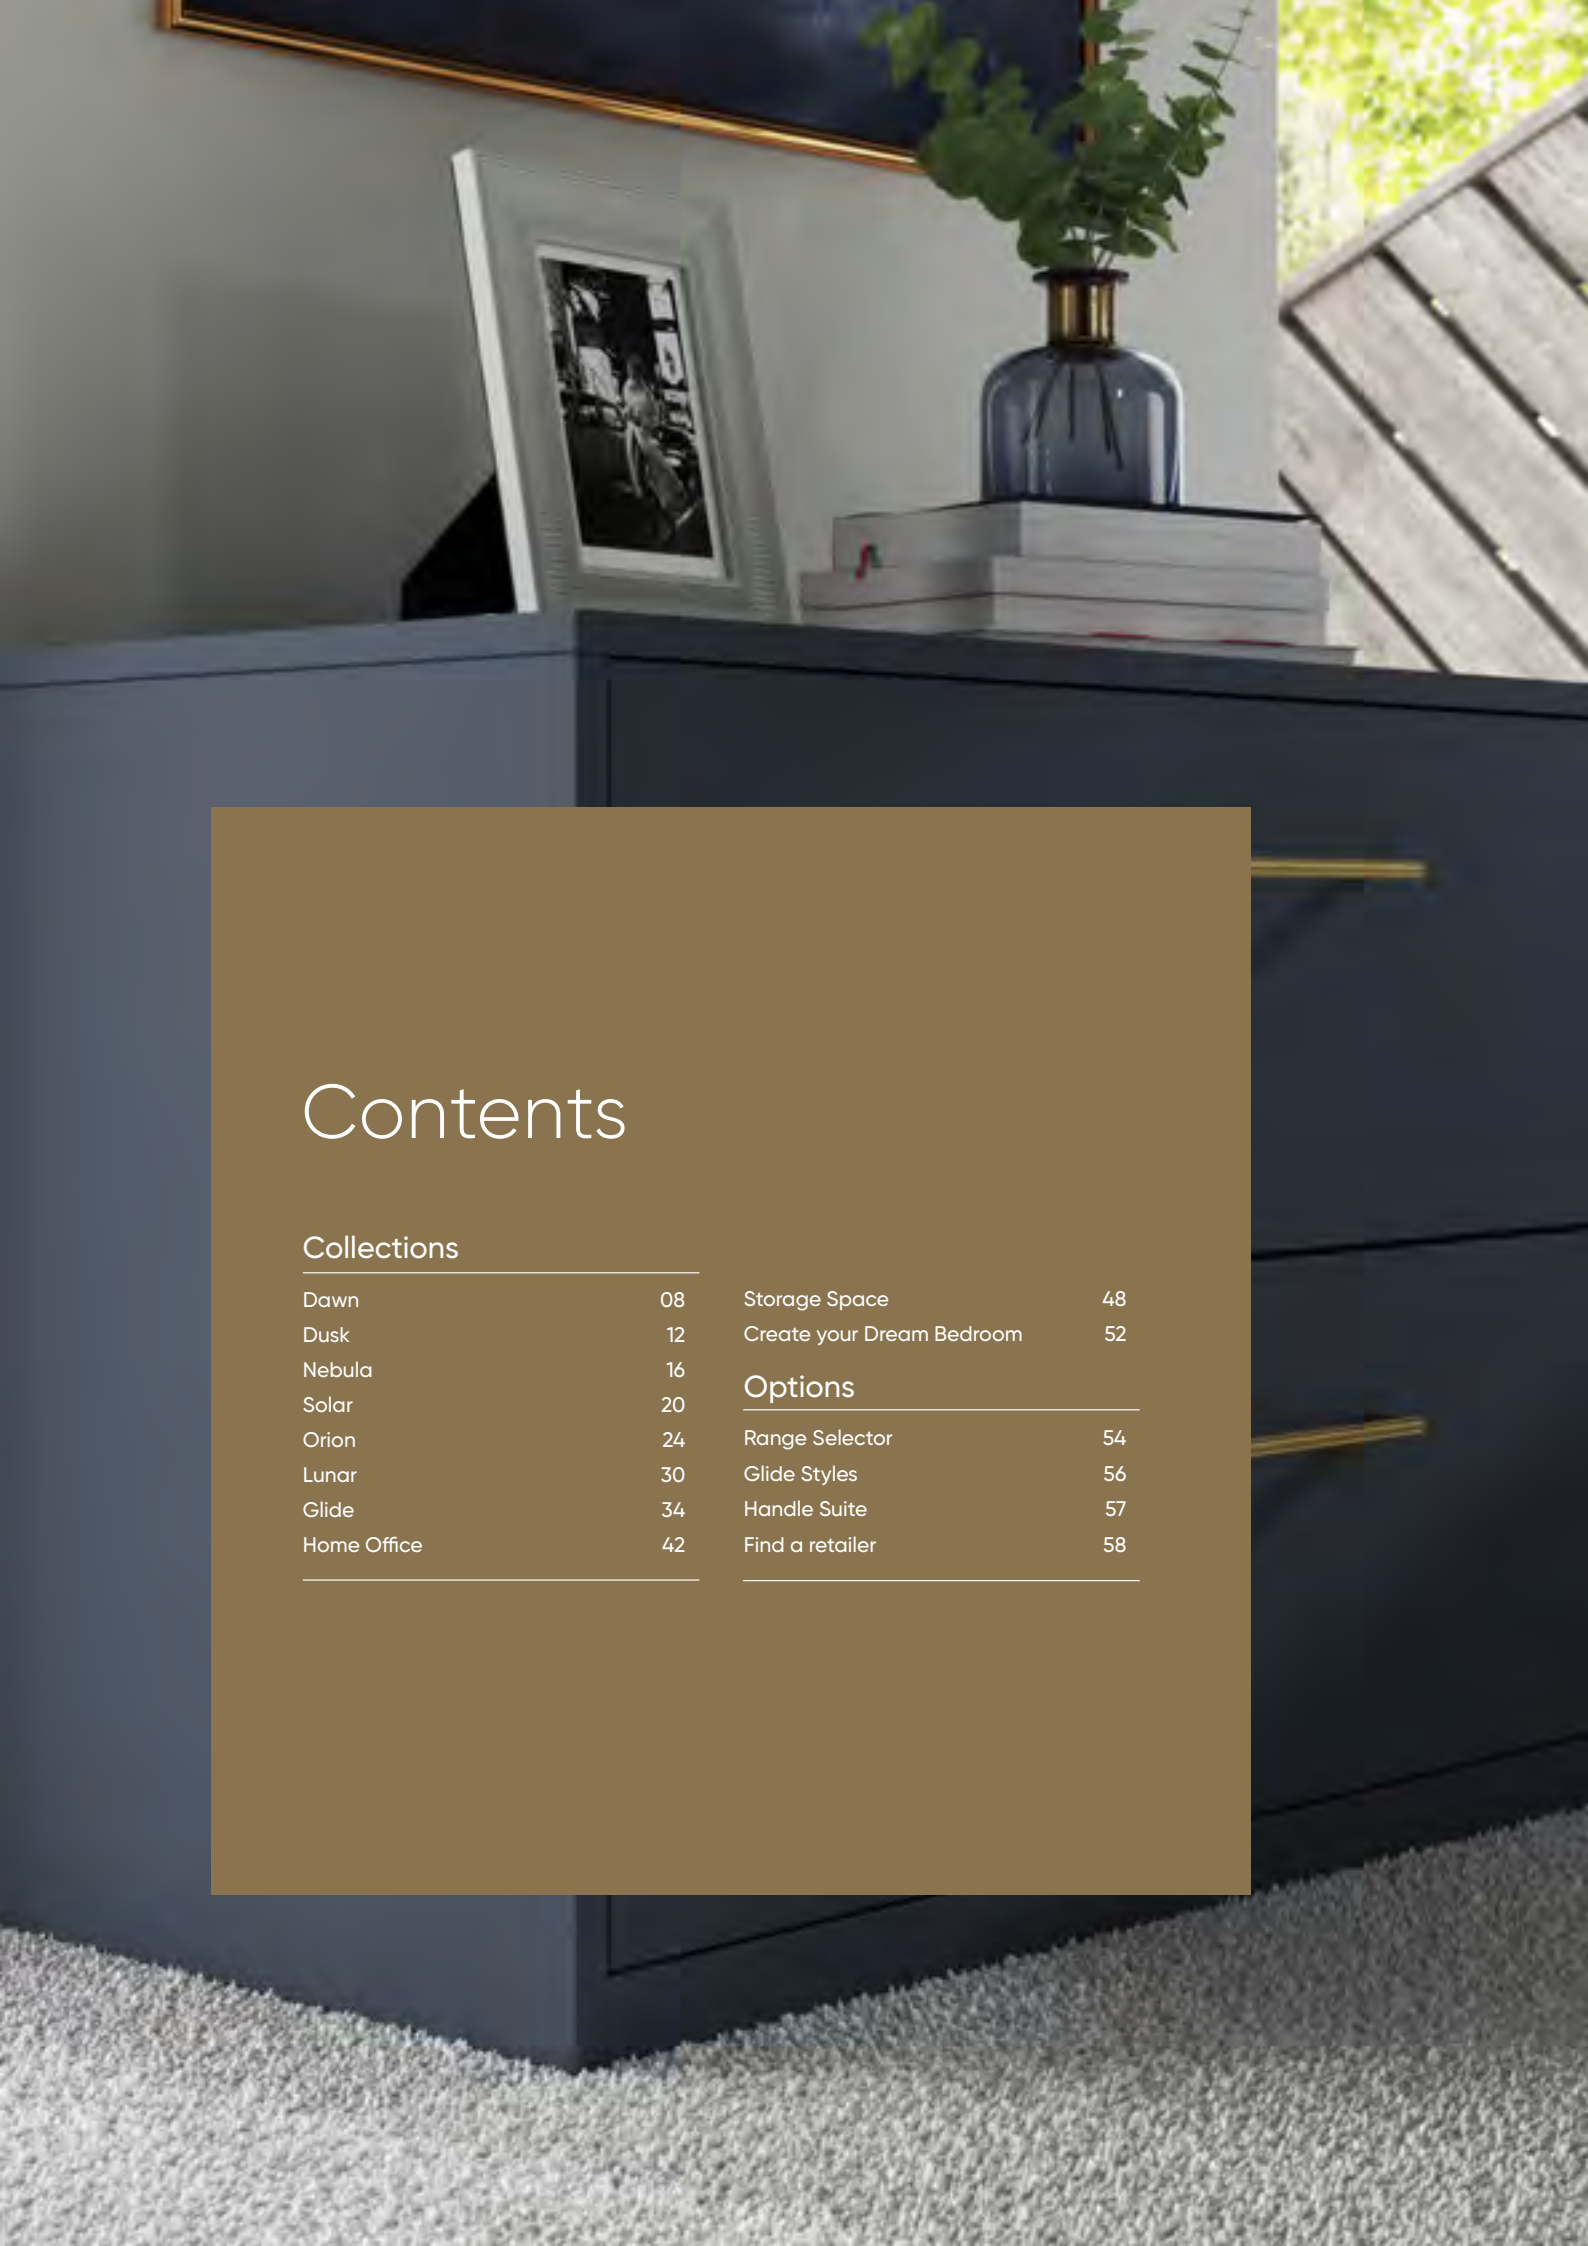 Contents
Collections
Dawn 08
Dusk 12
Nebula 16
Solar 20
Orion 24
Lunar 30
Glide 34
Home Office 42
Storage Space 48
Create your Dream Bedroom 52
Options
Range Selector 54
Glide Styles 56
Handle Suite 57
Find a retailer 58